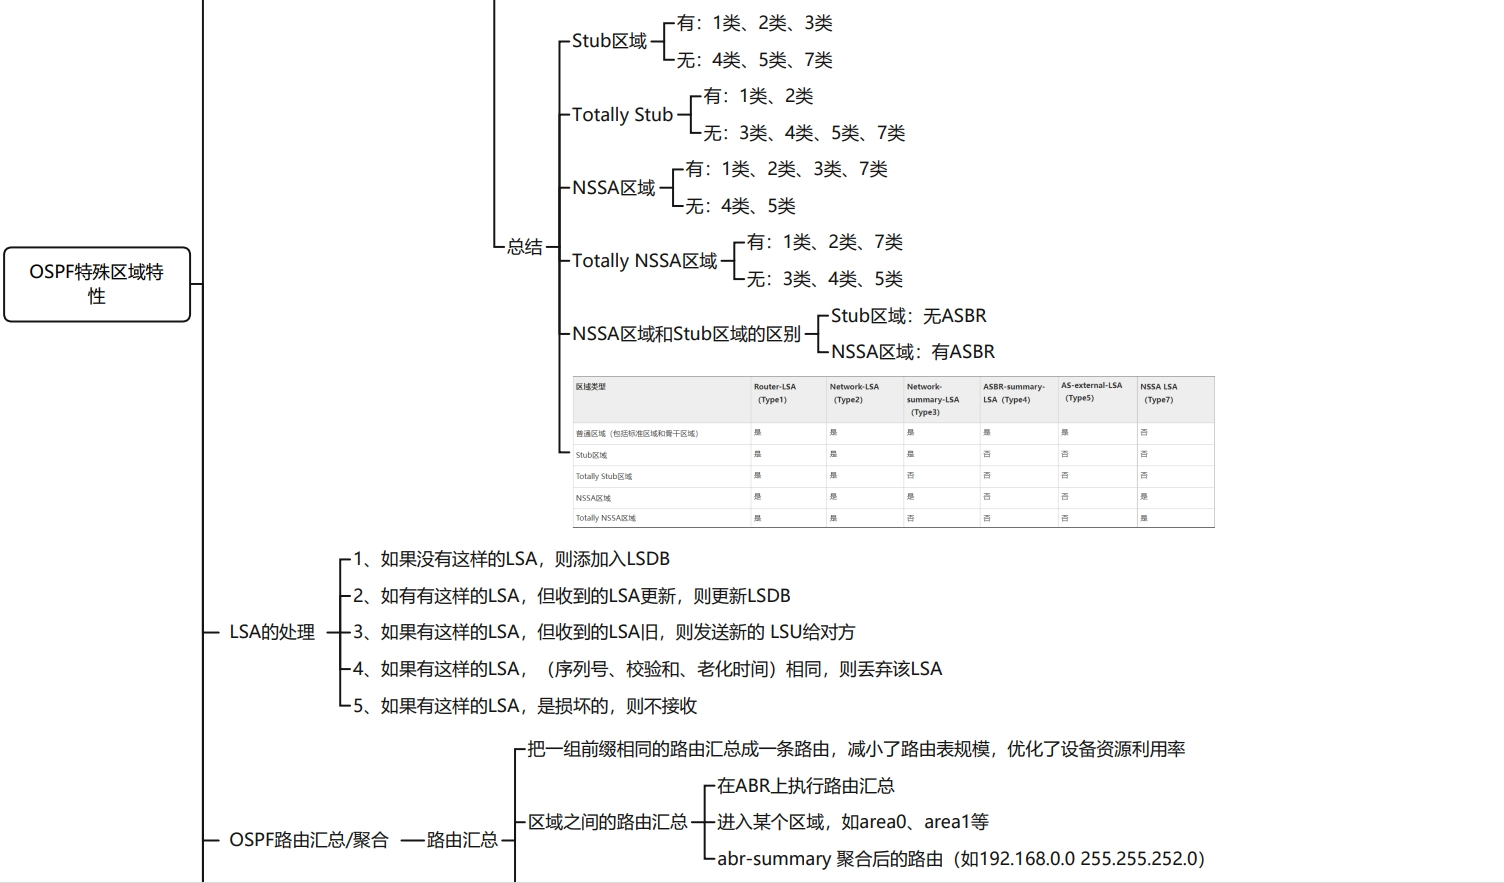 OSPF特殊区域特
性
总结
Stub区域
有：1类、2类、3类
无：4类、5类、7类
Totally Stub
有：1类、2类
无：3类、4类、5类、7类
NSSA区域
有：1类、2类、3类、7类
无：4类、5类
Totally NSSA区域
有：1类、2类、7类
无：3类、4类、5类
NSSA区域和Stub区域的区别
Stub区域：无ASBR
NSSA区域：有ASBR
区域类型 Router-LSA（Type1） Network-LSA（Type2） Network-summary-LSA（Type3） ASBR-summary-LSA（Type4） AS-external-LSA（Type5） NSSA LSA（Type7）
普通区域（包括标准区域和骨干区域） 是 是 是 是 是 否
Stub区域 是 是 是 否 否 否
Totally Stub区域 是 是 否 否 否 否
NSSA区域 是 是 是 否 否 是
Totally NSSA区域 是 是 否 否 否 是
LSA的处理
1、如果没有这样的LSA，则添加入LSDB
2、如有有这样的LSA，但收到的LSA更新，则更新LSDB
3、如果有这样的LSA，但收到的LSA旧，则发送新的 LSU给对方
4、如果有这样的LSA，（序列号、校验和、老化时间）相同，则丢弃该LSA
5、如果有这样的LSA，是损坏的，则不接收
OSPF路由汇总/聚合
路由汇总
把一组前缀相同的路由汇总成一条路由，减小了路由表规模，优化了设备资源利用率
区域之间的路由汇总
在ABR上执行路由汇总
进入某个区域，如area0、area1等
abr-summary 聚合后的路由（如192.168.0.0 255.255.252.0）